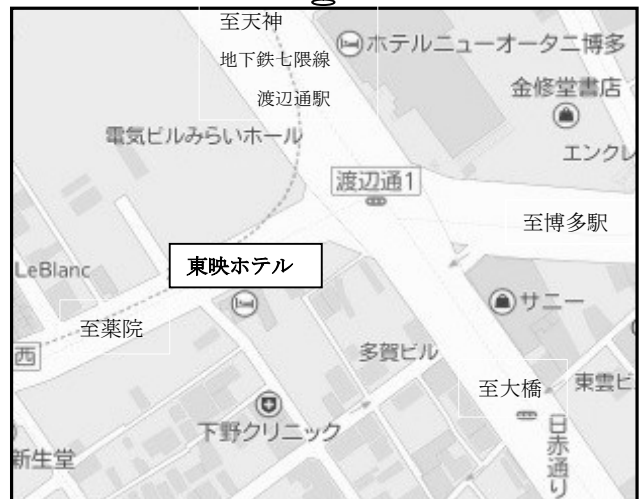 至天神
ホテルニューオータニ博多
地下鉄七隈線
金修堂書店
渡辺通駅
電気ビルみらいホール
エンクレ
渡辺通1
至博多駅
東映ホテル
LeBlanc
サニー
至薬院
西
多賀ビル
至大橋
東雲ビ
下野クリニック
日赤通り
新生堂